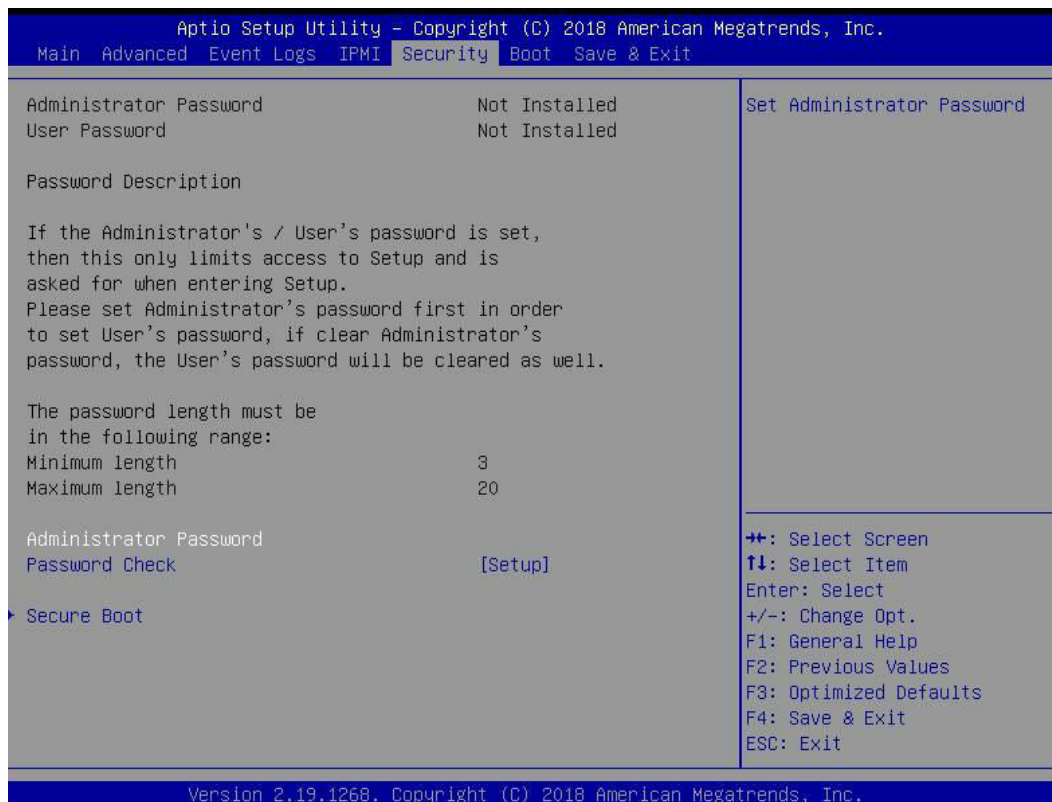 Aptio Setup Utility – Copyright (C) 2018 American Megatrends, Inc.
Main Advanced Event Logs IPMI Security Boot Save & Exit
Administrator Password Not Installed
User Password Not Installed
Password Description
If the Administrator's / User's password is set,
then this only limits access to Setup and is
asked for when entering Setup.
Please set Administrator's password first in order
to set User's password, if clear Administrator's
password, the User's password will be cleared as well.
The password length must be
in the following range:
Minimum length 3
Maximum length 20
Administrator Password
Password Check [Setup]
Secure Boot
Set Administrator Password
→←: Select Screen
↑↓: Select Item
Enter: Select
+/-: Change Opt.
F1: General Help
F2: Previous Values
F3: Optimized Defaults
F4: Save & Exit
ESC: Exit
Version 2.19.1268. Copyright (C) 2018 American Megatrends, Inc.